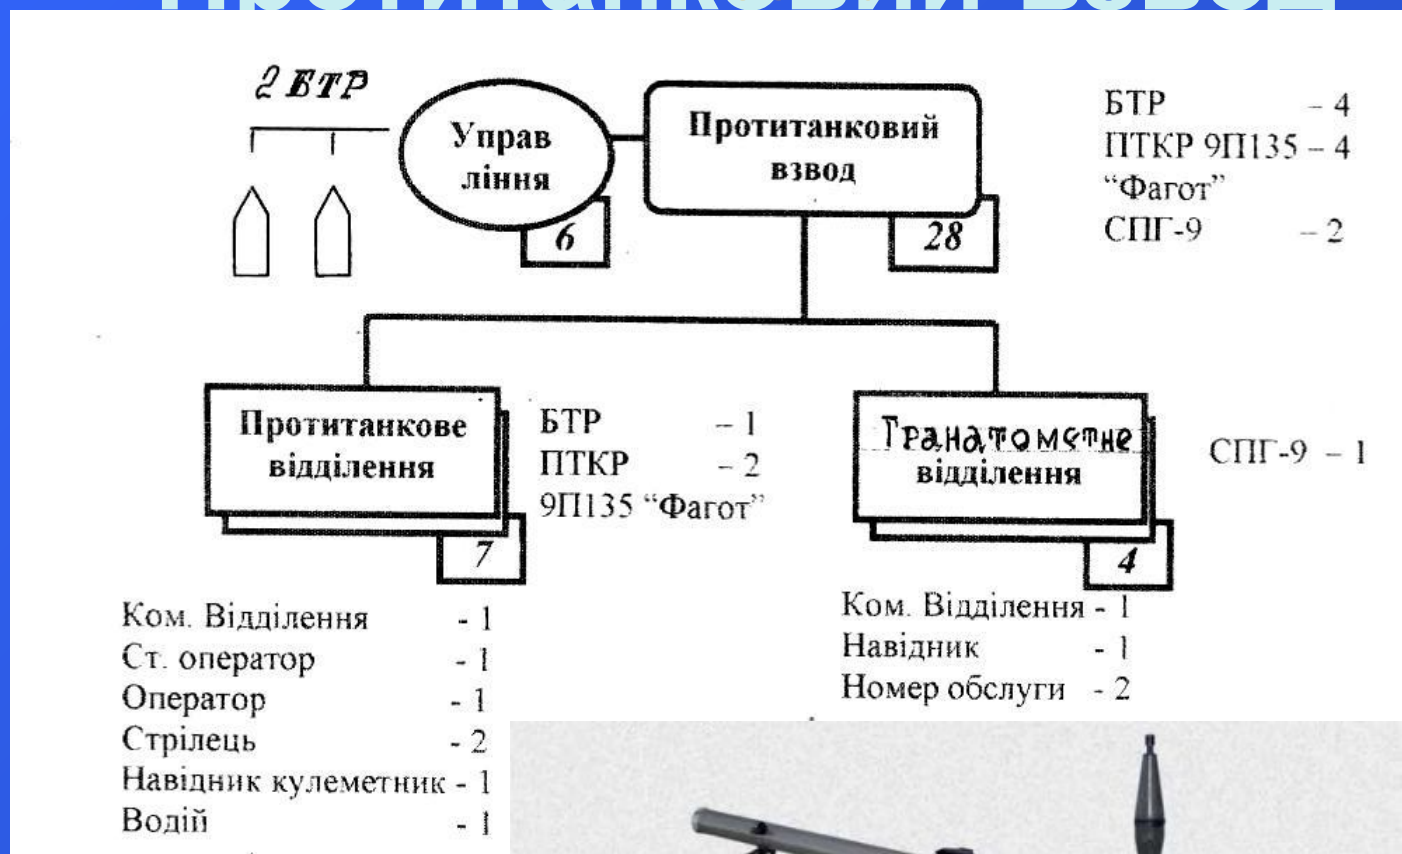 Протитанковий взвод
2 БТР
Управ
ління
6
Протитанковий
взвод
28
БТР – 4
ПТКР 9П135 – 4
“Фагот”
СПГ-9 – 2
Протитанкове
відділення
7
БТР – 1
ПТКР – 2
9П135 “Фагот”
Гранатометне
відділення
4
СПГ-9 – 1
Ком. Відділення - 1
Ст. оператор - 1
Оператор - 1
Стрілець - 2
Навідник кулеметник - 1
Водій - 1
Ком. Відділення - 1
Навідник - 1
Номер обслуги - 2